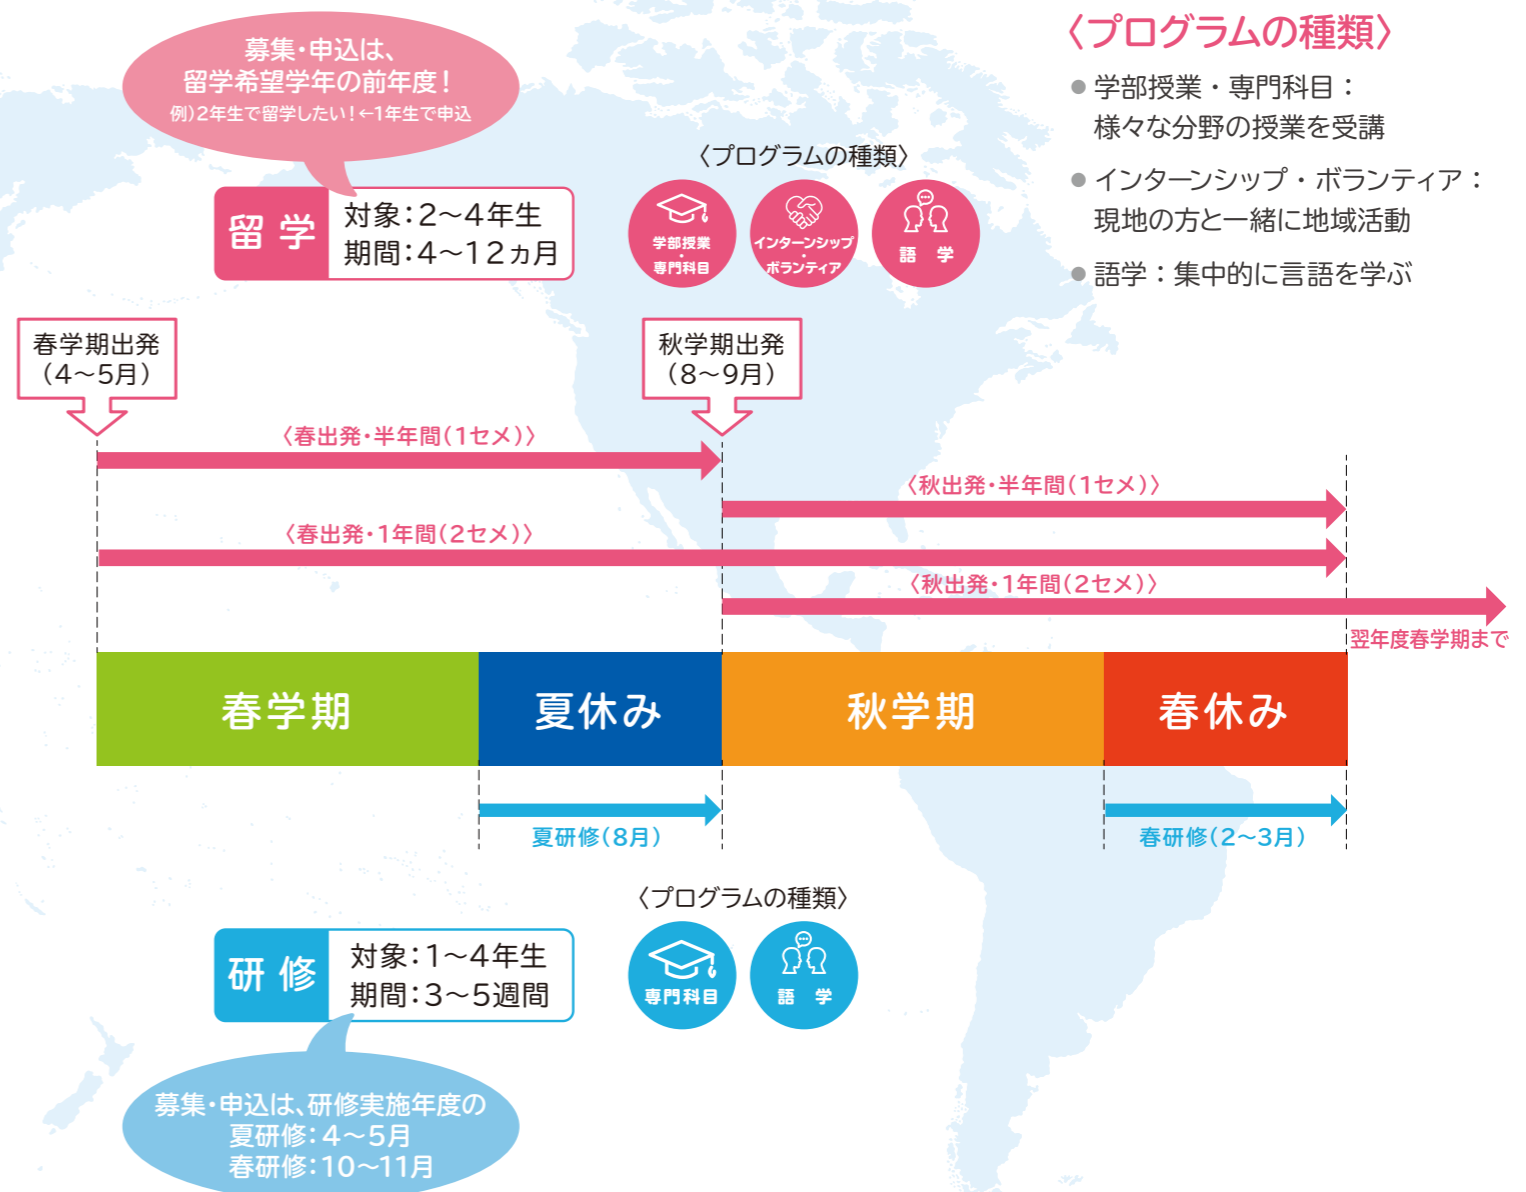 募集・申込は、
留学希望学年の前年度！
例）2年生で留学したい！←1年生で申込
留学
対象：2～4年生
期間：4～12ヵ月
〈プログラムの種類〉
学部授業
・
専門科目
インターンシップ
・
ボランティア
語学
〈プログラムの種類〉
● 学部授業・専門科目：
様々な分野の授業を受講
● インターンシップ・ボランティア：
現地の方と一緒に地域活動
● 語学：集中的に言語を学ぶ
春学期出発
（4～5月）
秋学期出発
（8～9月）
〈春出発・半年間（1セメ）〉
〈秋出発・半年間（1セメ）〉
〈春出発・1年間（2セメ）〉
〈秋出発・1年間（2セメ）〉
翌年度春学期まで
春学期
夏休み
秋学期
春休み
夏研修（8月）
春研修（2～3月）
〈プログラムの種類〉
研修
対象：1～4年生
期間：3～5週間
専門科目
語学
募集・申込は、研修実施年度の
夏研修：4～5月
春研修：10～11月